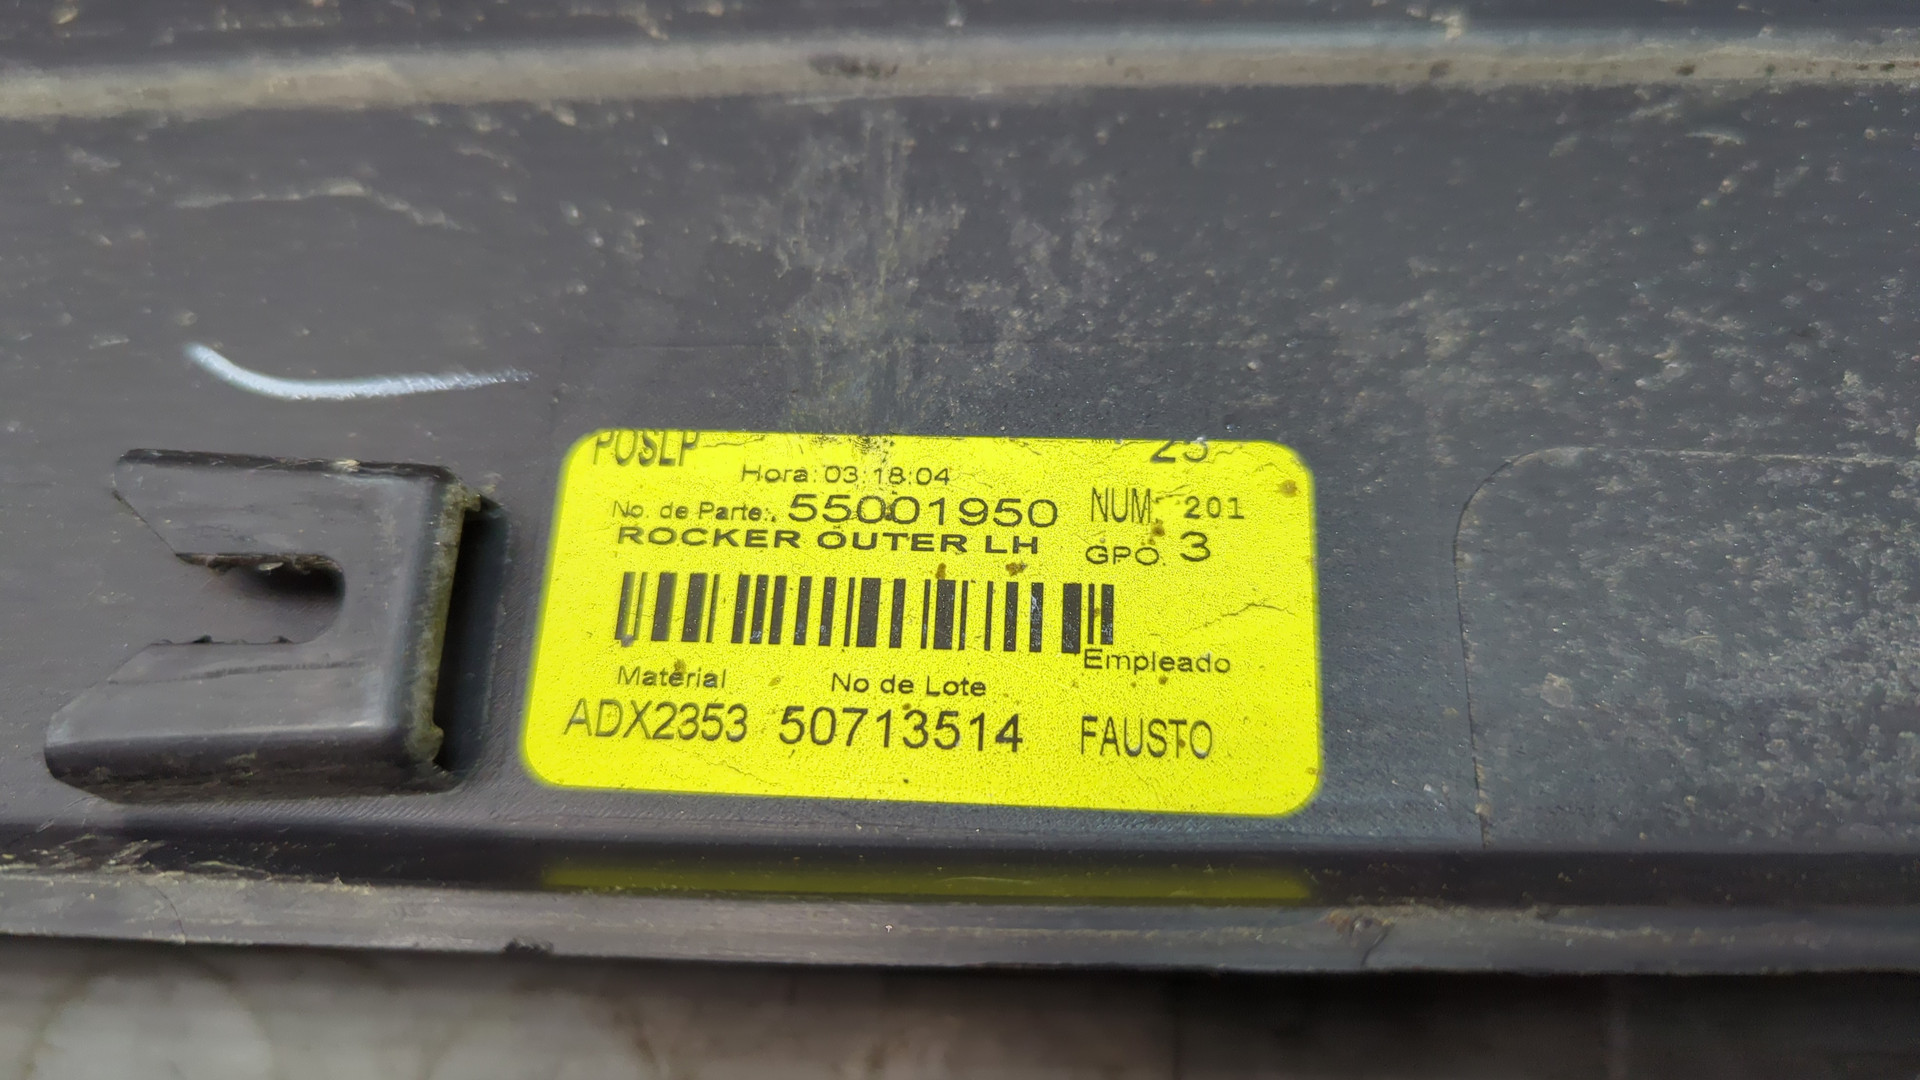 POSLP 23
Hora: 03:18:04
No. de Parte: 55001950 NUM: 201
ROCKER OUTER LH GPO. 3
Empleado
Material No de Lote
ADX2353 50713514 FAUSTO